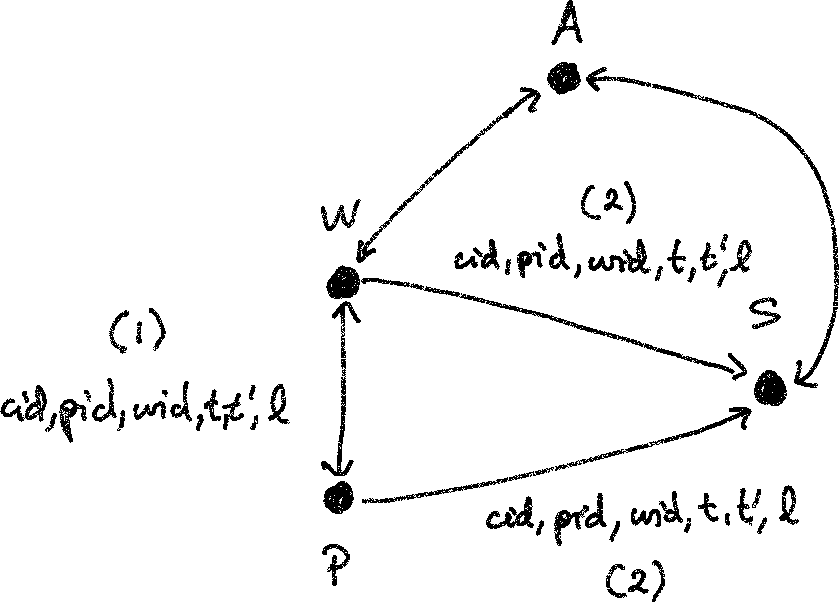 A
W
(2)
cid, pid, wid, t, t', l
S
(1)
cid, pid, wid, t, t', l
cid, pid, wid, t, t', l
P
(2)